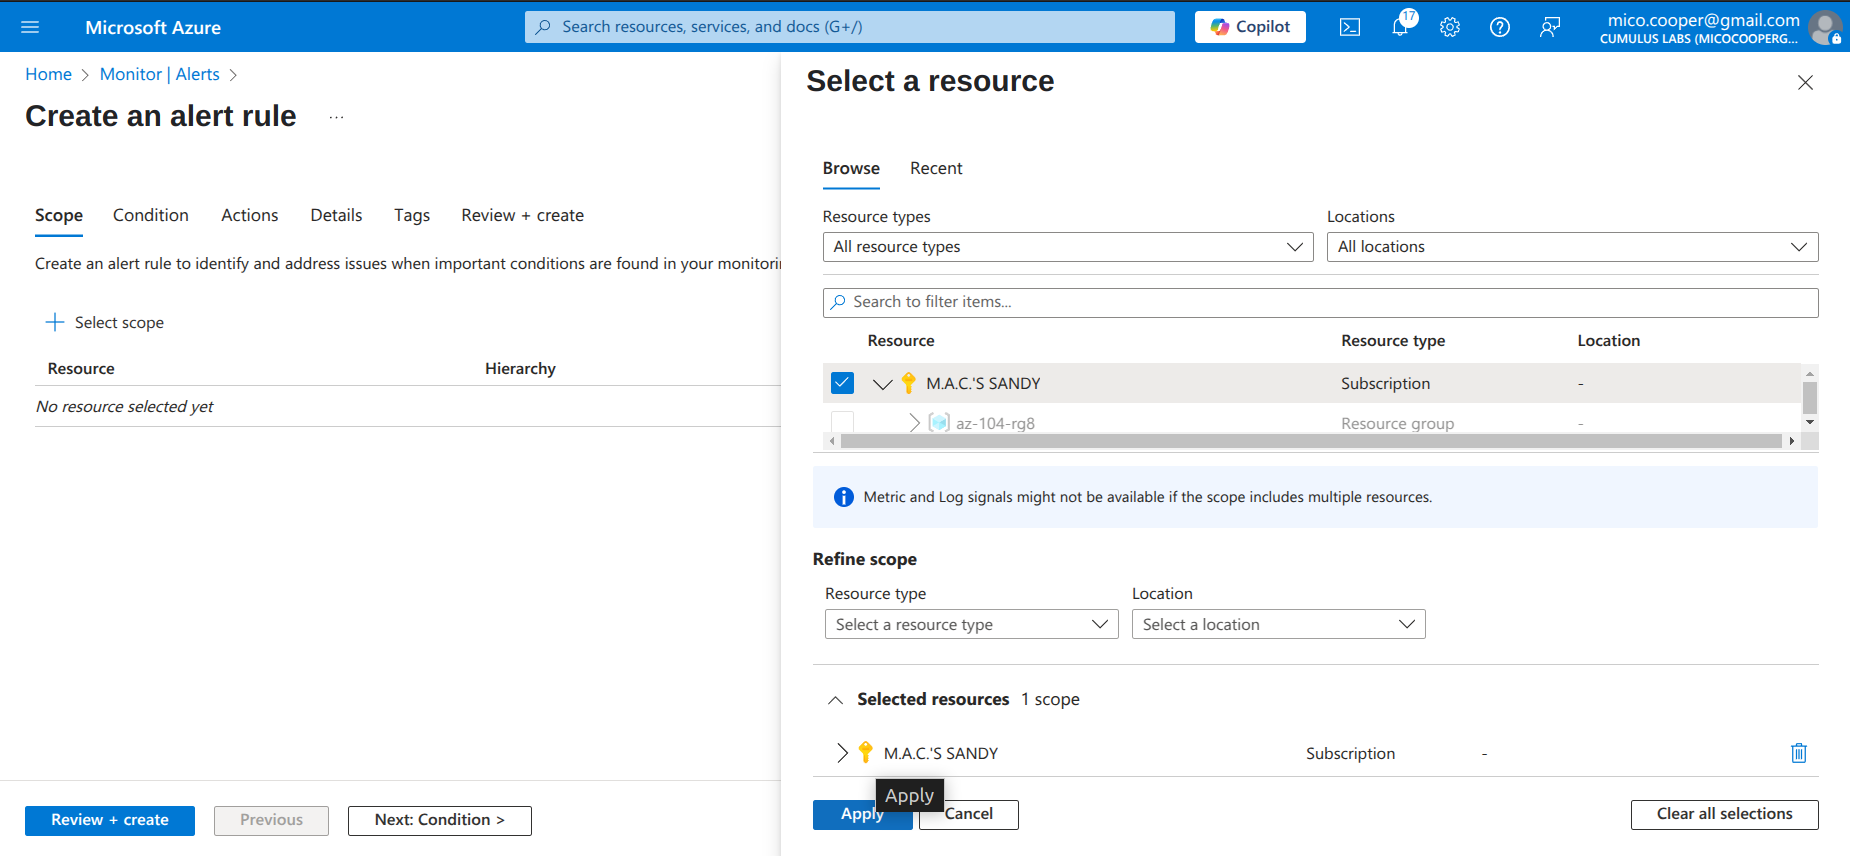 Microsoft Azure
Search resources, services, and docs (G+/)
Copilot
17
mico.cooper@gmail.com
CUMULUS LABS (MICOCOOPERG...
Home > Monitor | Alerts >
Create an alert rule ...
Scope Condition Actions Details Tags Review + create
Create an alert rule to identify and address issues when important conditions are found in your monitori
+ Select scope
Resource Hierarchy
No resource selected yet
Review + create Previous Next: Condition >
Select a resource
Browse Recent
Resource types Locations
All resource types All locations
Search to filter items...
Resource Resource type Location
M.A.C.'S SANDY Subscription -
az-104-rg8 Resource group -
Metric and Log signals might not be available if the scope includes multiple resources.
Refine scope
Resource type Location
Select a resource type Select a location
Selected resources 1 scope
M.A.C.'S SANDY Subscription -
Apply
Apply Cancel Clear all selections